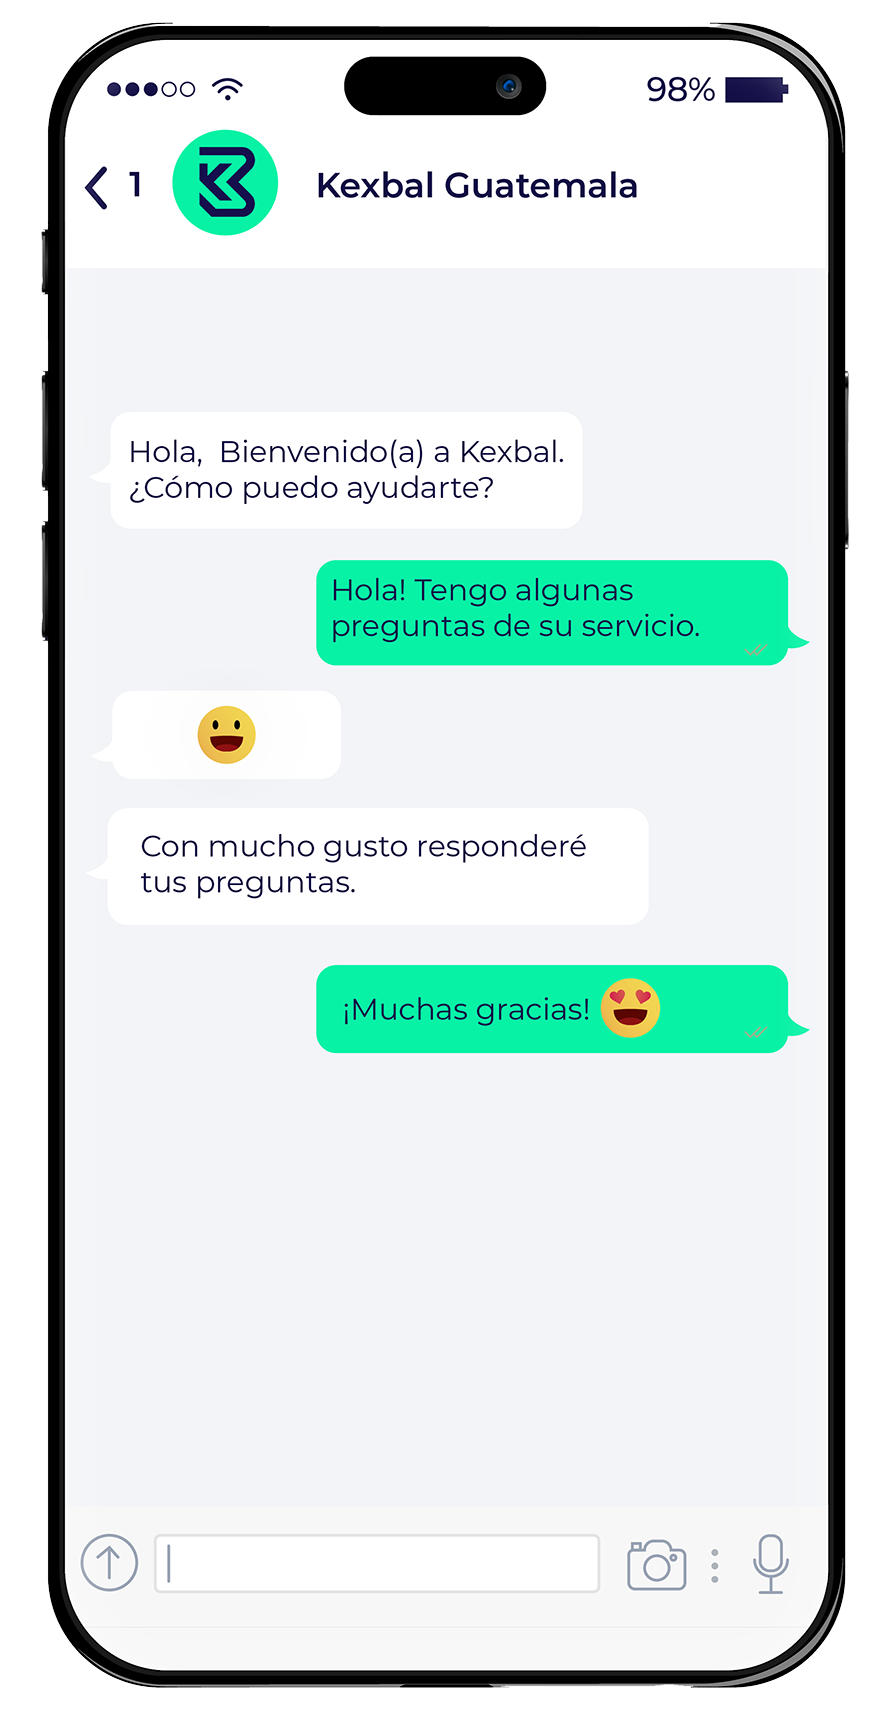 98%
1
Kexbal Guatemala
Hola, Bienvenido(a) a Kexbal.
¿Cómo puedo ayudarte?
Hola! Tengo algunas
preguntas de su servicio.
Con mucho gusto responderé
tus preguntas.
¡Muchas gracias! 😍